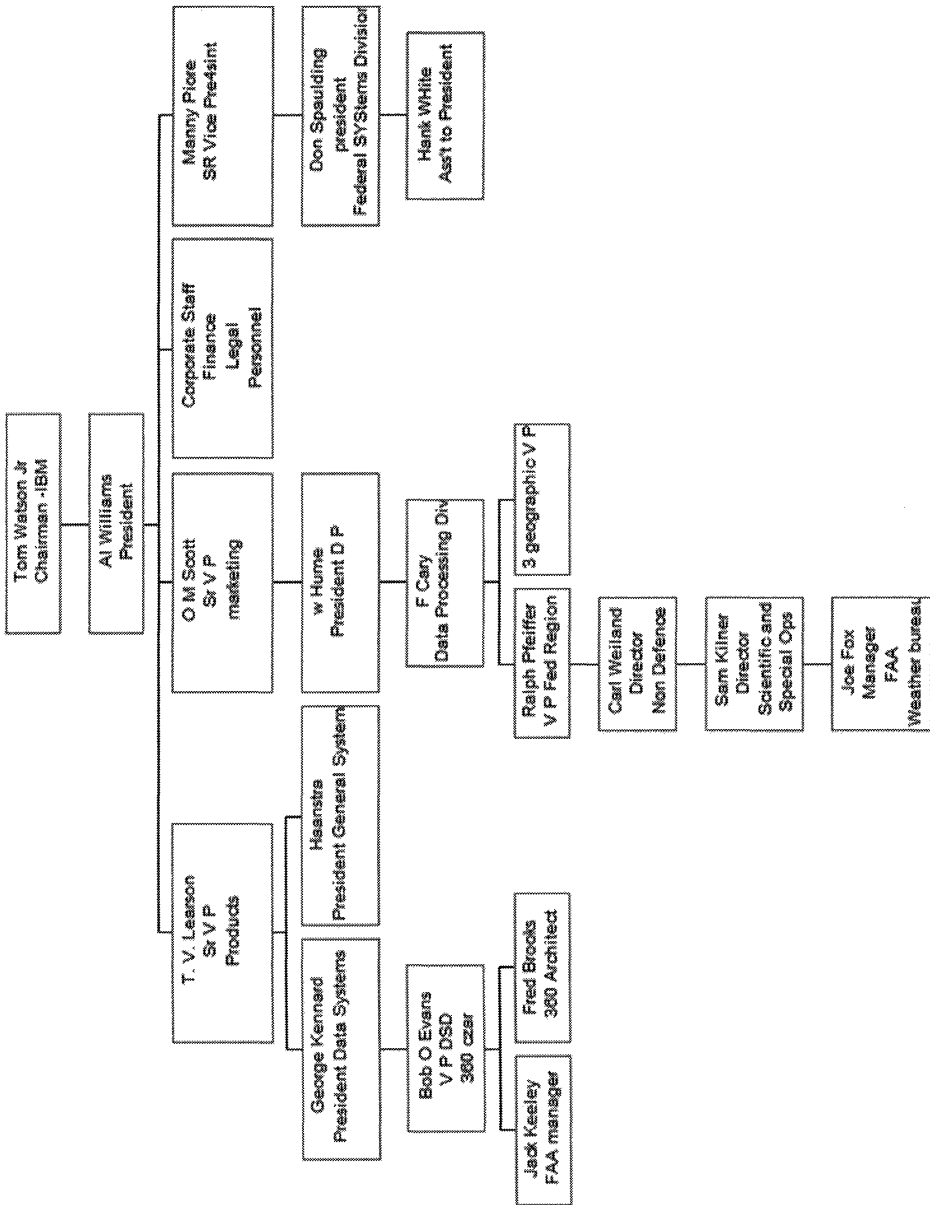 Tom Watson Jr
Chairman -IBM
Al Williams
President
T. V. Learson
Sr V P
Products
O M Scott
Sr V P
marketing
Corporate Staff
Finance
Legal
Personnel
Manny Piore
SR Vice Pre4sint
George Kennard
President Data Systems
Haanstra
President General System
w Hume
President D P
Don Spaulding
president
Federal SYStems Division
Bob O Evans
V P DSD
360 czar
F Cary
Data Processing Div
Hank WHite
Ass't to President
Jack Keeley
FAA manager
Fred Brooks
360 Architect
Ralph Pfeiffer
V P Fed Region
3 geographic V P
Carl Weiland
Director
Non Defence
Sam Kilner
Director
Scientific and
Special Ops
Joe Fox
Manager
FAA
Weather bureau